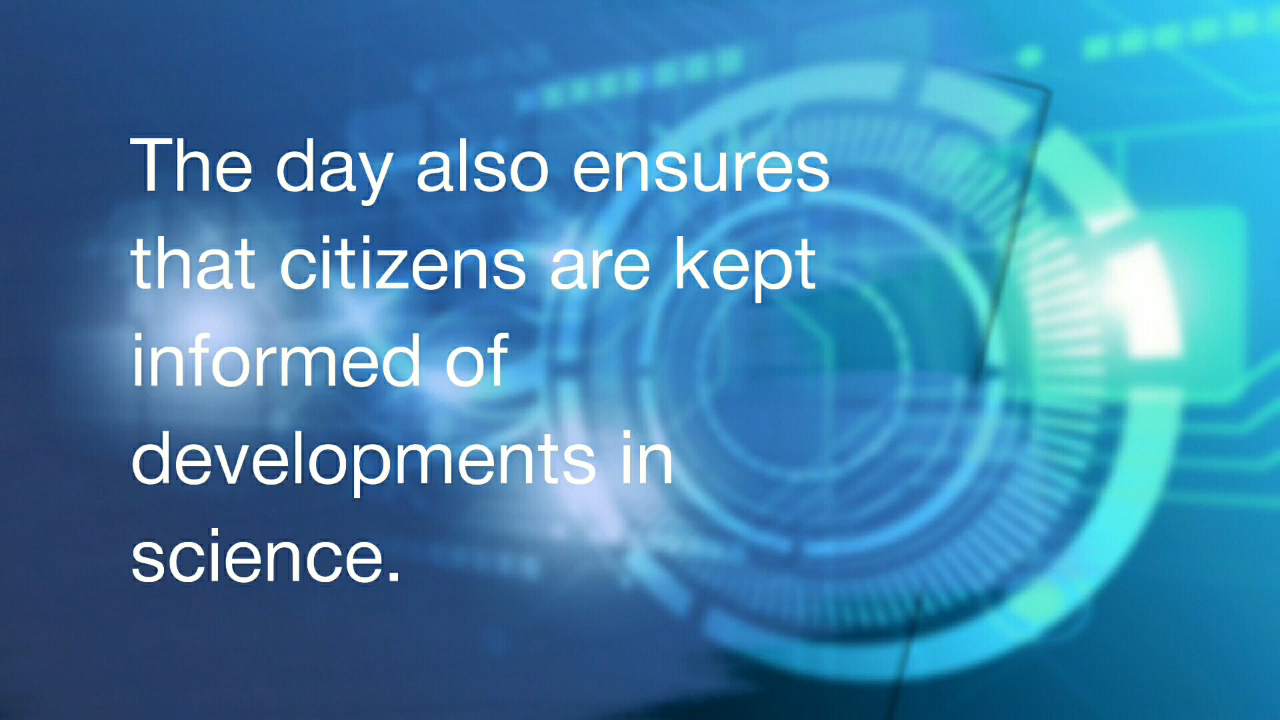 The day also ensures
that citizens are kept
informed of
developments in
science.